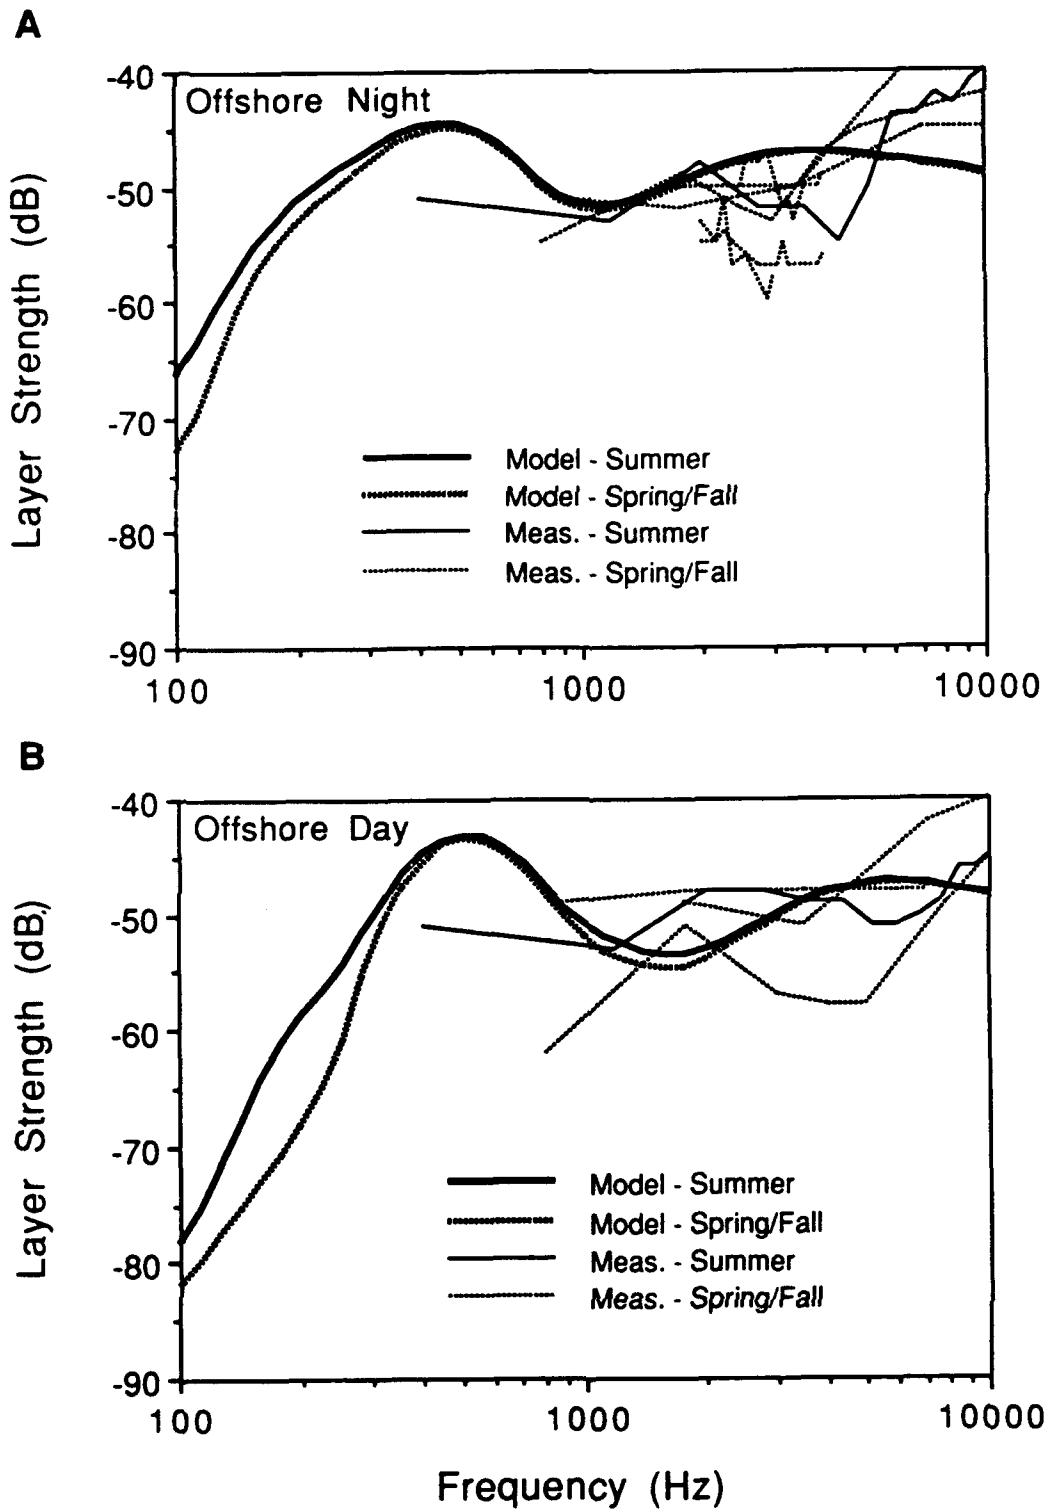 A
Offshore Night
Layer Strength (dB)
-40
-50
-60
-70
-80
-90
100
1000
10000
Model - Summer
Model - Spring/Fall
Meas. - Summer
Meas. - Spring/Fall
B
Offshore Day
Layer Strength (dB)
-40
-50
-60
-70
-80
-90
100
1000
10000
Model - Summer
Model - Spring/Fall
Meas. - Summer
Meas. - Spring/Fall
Frequency (Hz)